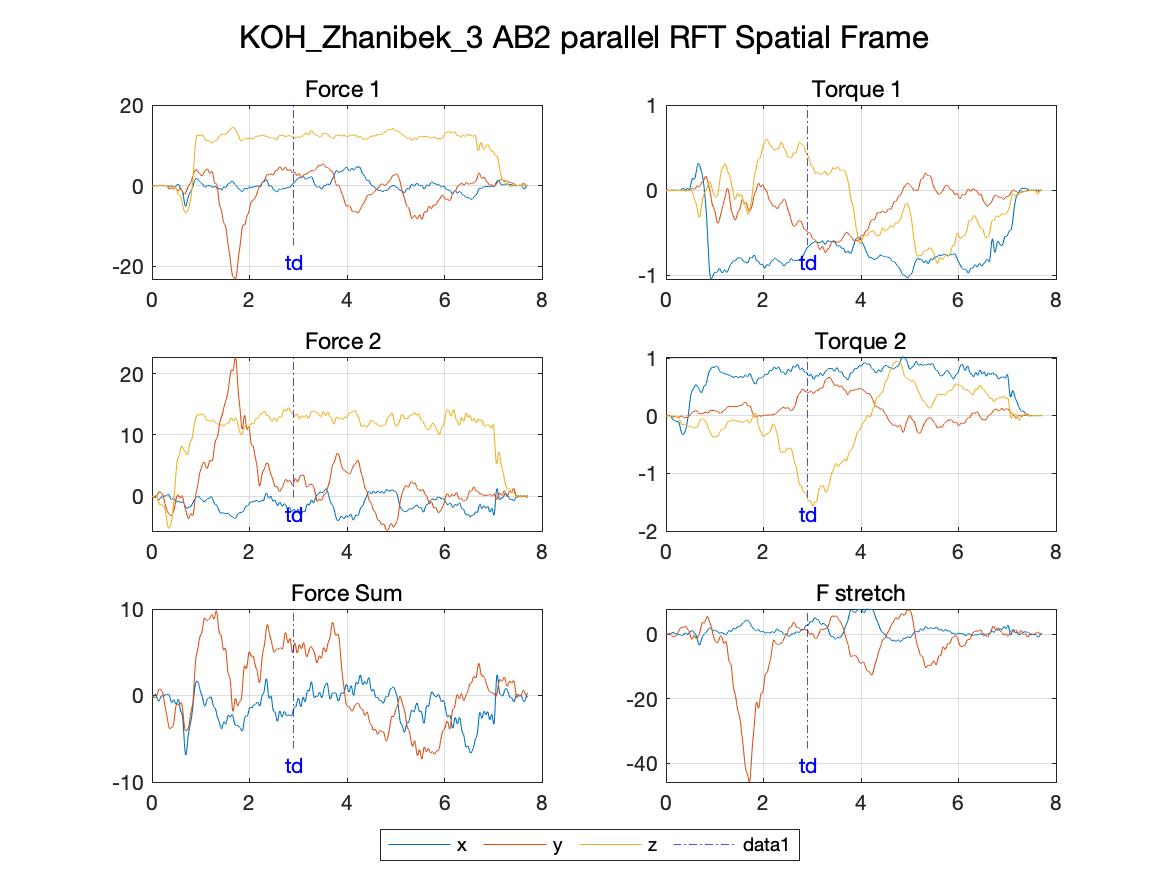 KOH_Zhanibek_3 AB2 parallel RFT Spatial Frame
Force 1
20
0
-20
0 2 4 6 8
td
Torque 1
1
0
-1
0 2 4 6 8
td
Force 2
20
10
0
0 2 4 6 8
td
Torque 2
1
0
-1
-2
0 2 4 6 8
td
Force Sum
10
0
-10
0 2 4 6 8
td
F stretch
0
-20
-40
0 2 4 6 8
td
x y z data1